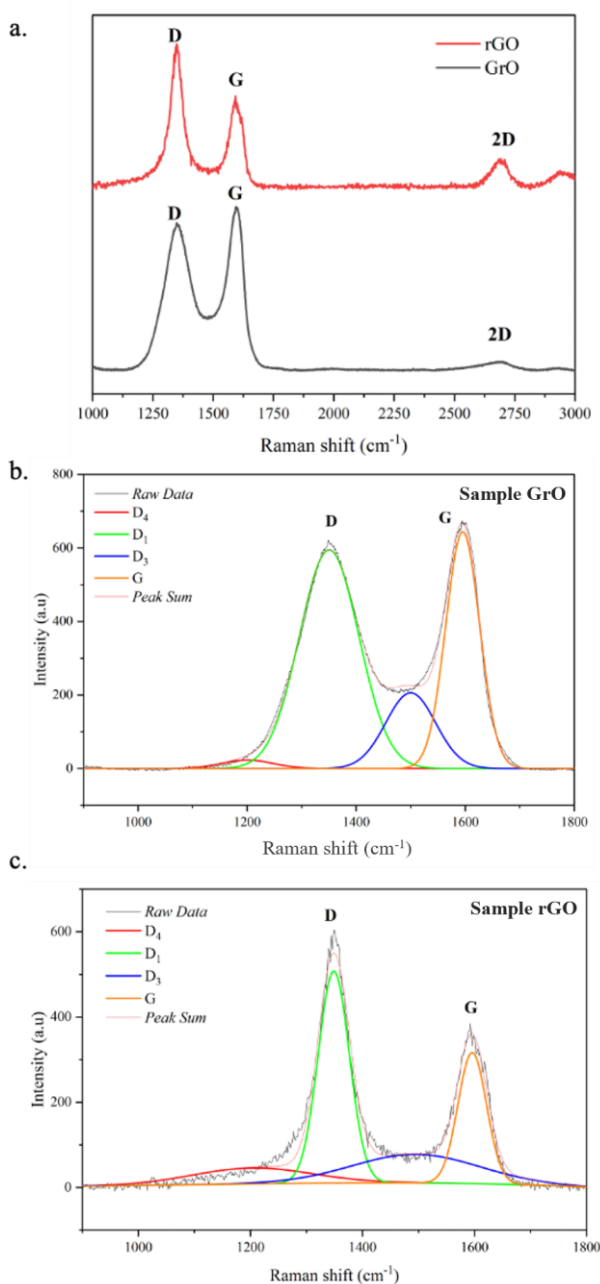 a.
D
G
2D
rGO
GrO
D
G
2D
1000 1250 1500 1750 2000 2250 2500 2750 3000
Raman shift (cm⁻¹)
b.
800
600
400
200
0
Intensity (a.u)
Raw Data
D₄
D₁
D₃
G
Peak Sum
D
G
Sample GrO
1000 1200 1400 1600 1800
Raman shift (cm⁻¹)
c.
600
400
200
0
Intensity (a.u)
Raw Data
D₄
D₁
D₃
G
Peak Sum
D
G
Sample rGO
1000 1200 1400 1600 1800
Raman shift (cm⁻¹)